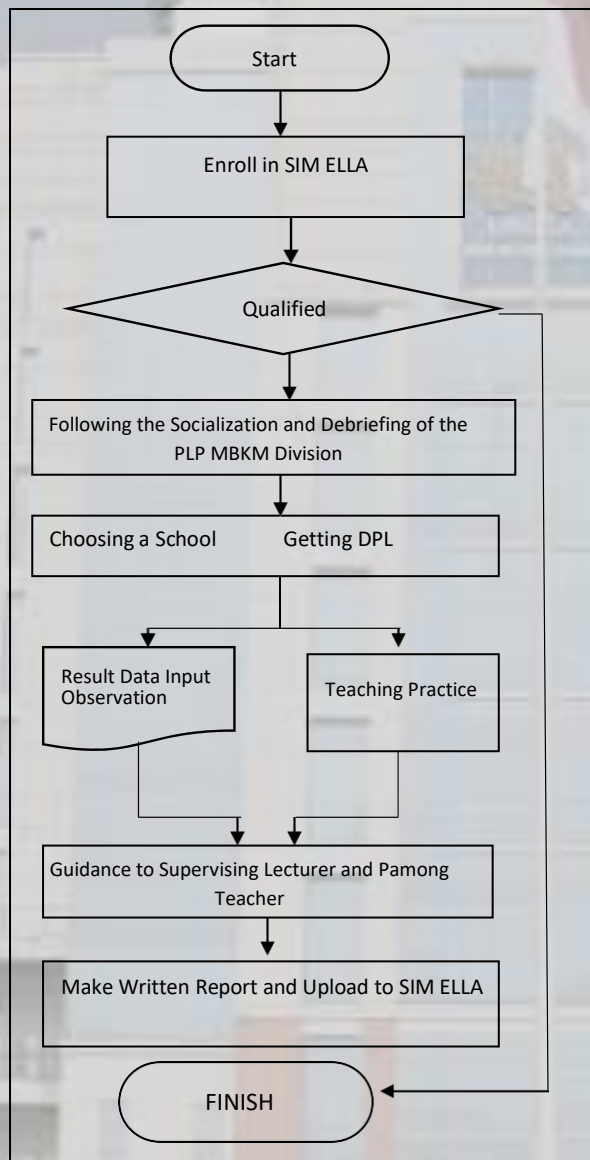 Start
Enroll in SIM ELLA
Qualified
Following the Socialization and Debriefing of the
PLP MBKM Division
Choosing a School Getting DPL
Result Data Input
Observation
Teaching Practice
Guidance to Supervising Lecturer and Pamong
Teacher
Make Written Report and Upload to SIM ELLA
FINISH